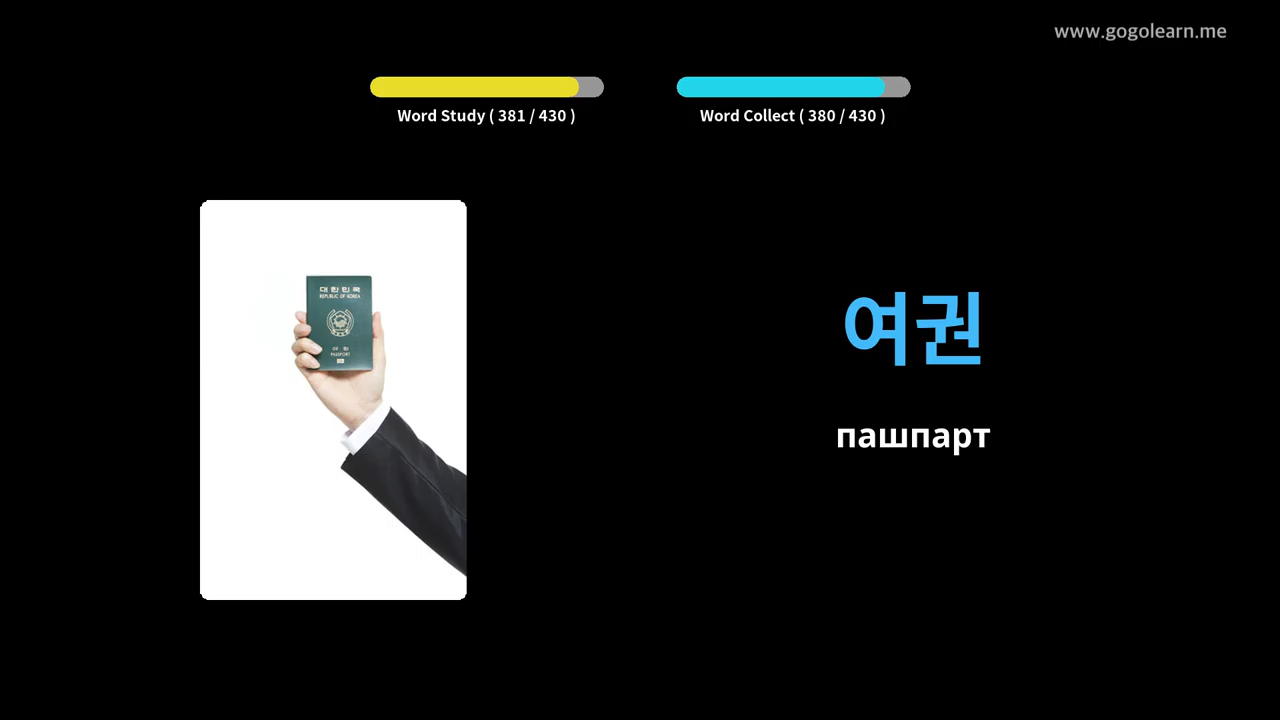 www.gogolearn.me
Word Study ( 381 / 430 )
Word Collect ( 380 / 430 )
대한민국
REPUBLIC OF KOREA
여권
PASSPORT
여권
пашпарт